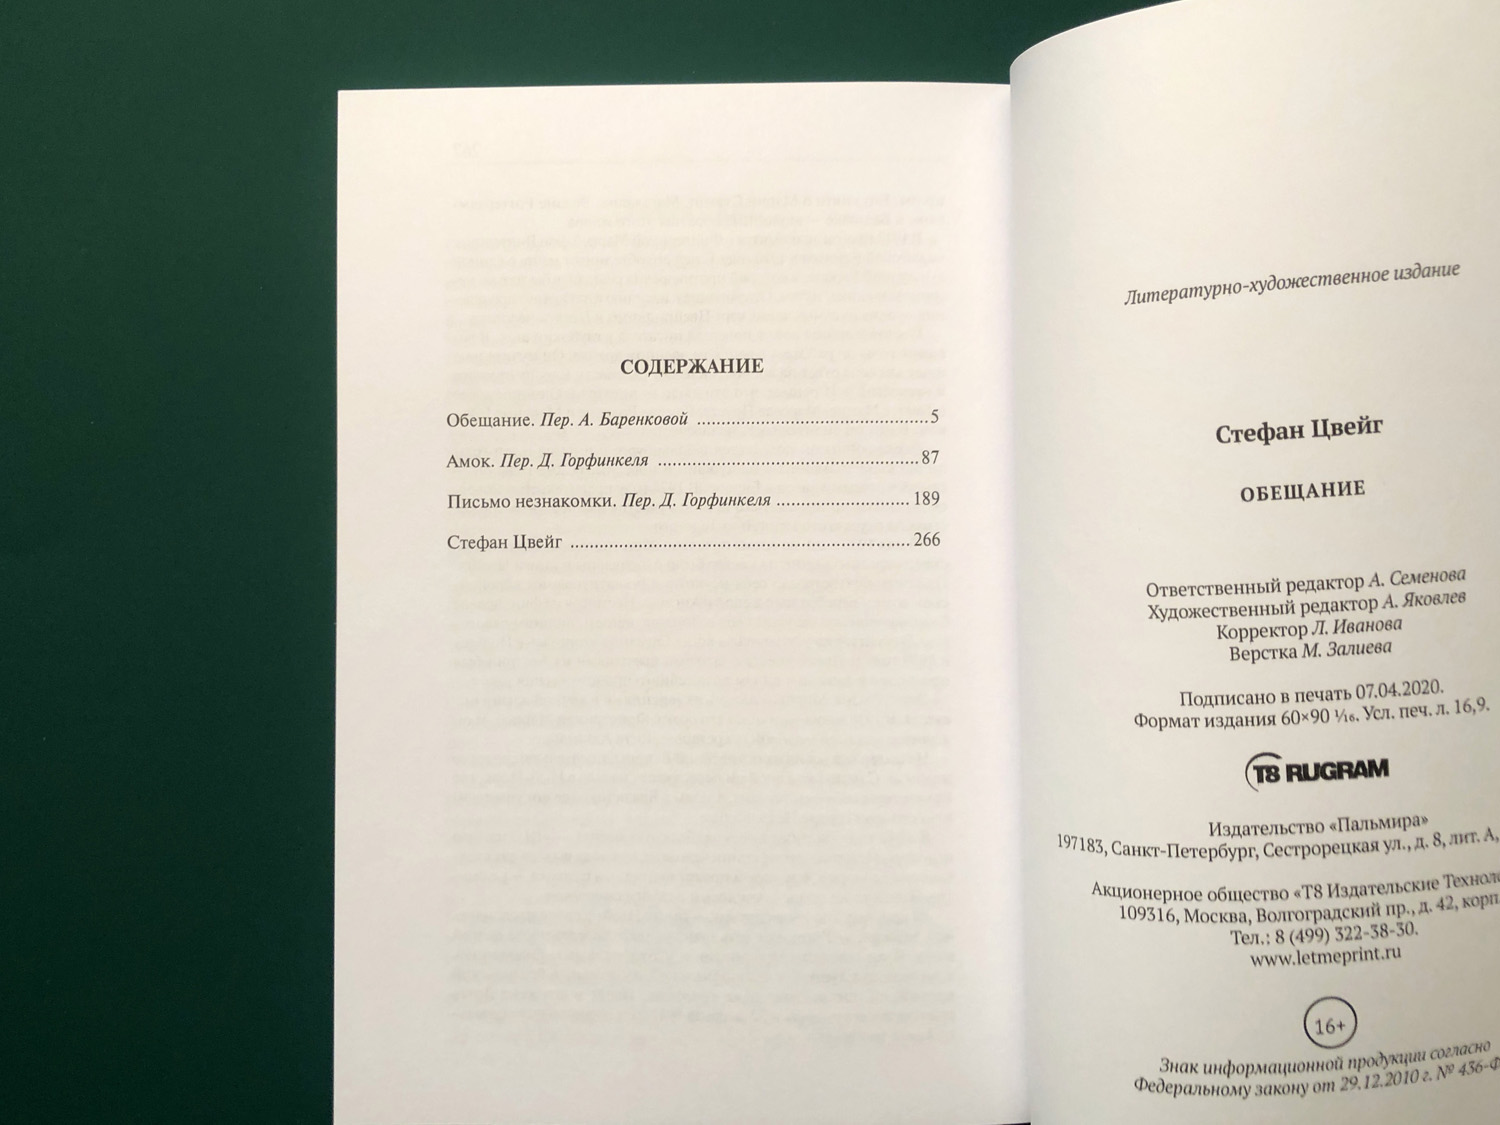 СОДЕРЖАНИЕ
Обещание. Пер. А. Баренковой ................................................. 5
Амок. Пер. Д. Горфинкеля ....................................................... 87
Письмо незнакомки. Пер. Д. Горфинкеля ............................ 189
Стефан Цвейг ....................................................................... 266
Литературно-художественное издание
Стефан Цвейг
ОБЕЩАНИЕ
Ответственный редактор А. Семенова
Художественный редактор А. Яковлев
Корректор Л. Иванова
Верстка М. Залиева
Подписано в печать 07.04.2020.
Формат издания 60×90 1/16. Усл. печ. л. 16,9.
T8 RUGRAM
Издательство «Пальмира»
197183, Санкт-Петербург, Сестрорецкая ул., д. 8, лит. А,
Акционерное общество «Т8 Издательские Техноло
109316, Москва, Волгоградский пр., д. 42, корп.
Тел.: 8 (499) 322-38-30.
www.letmeprint.ru
16+
Знак информационной продукции согласно
Федеральному закону от 29.12.2010 г. № 436-Ф